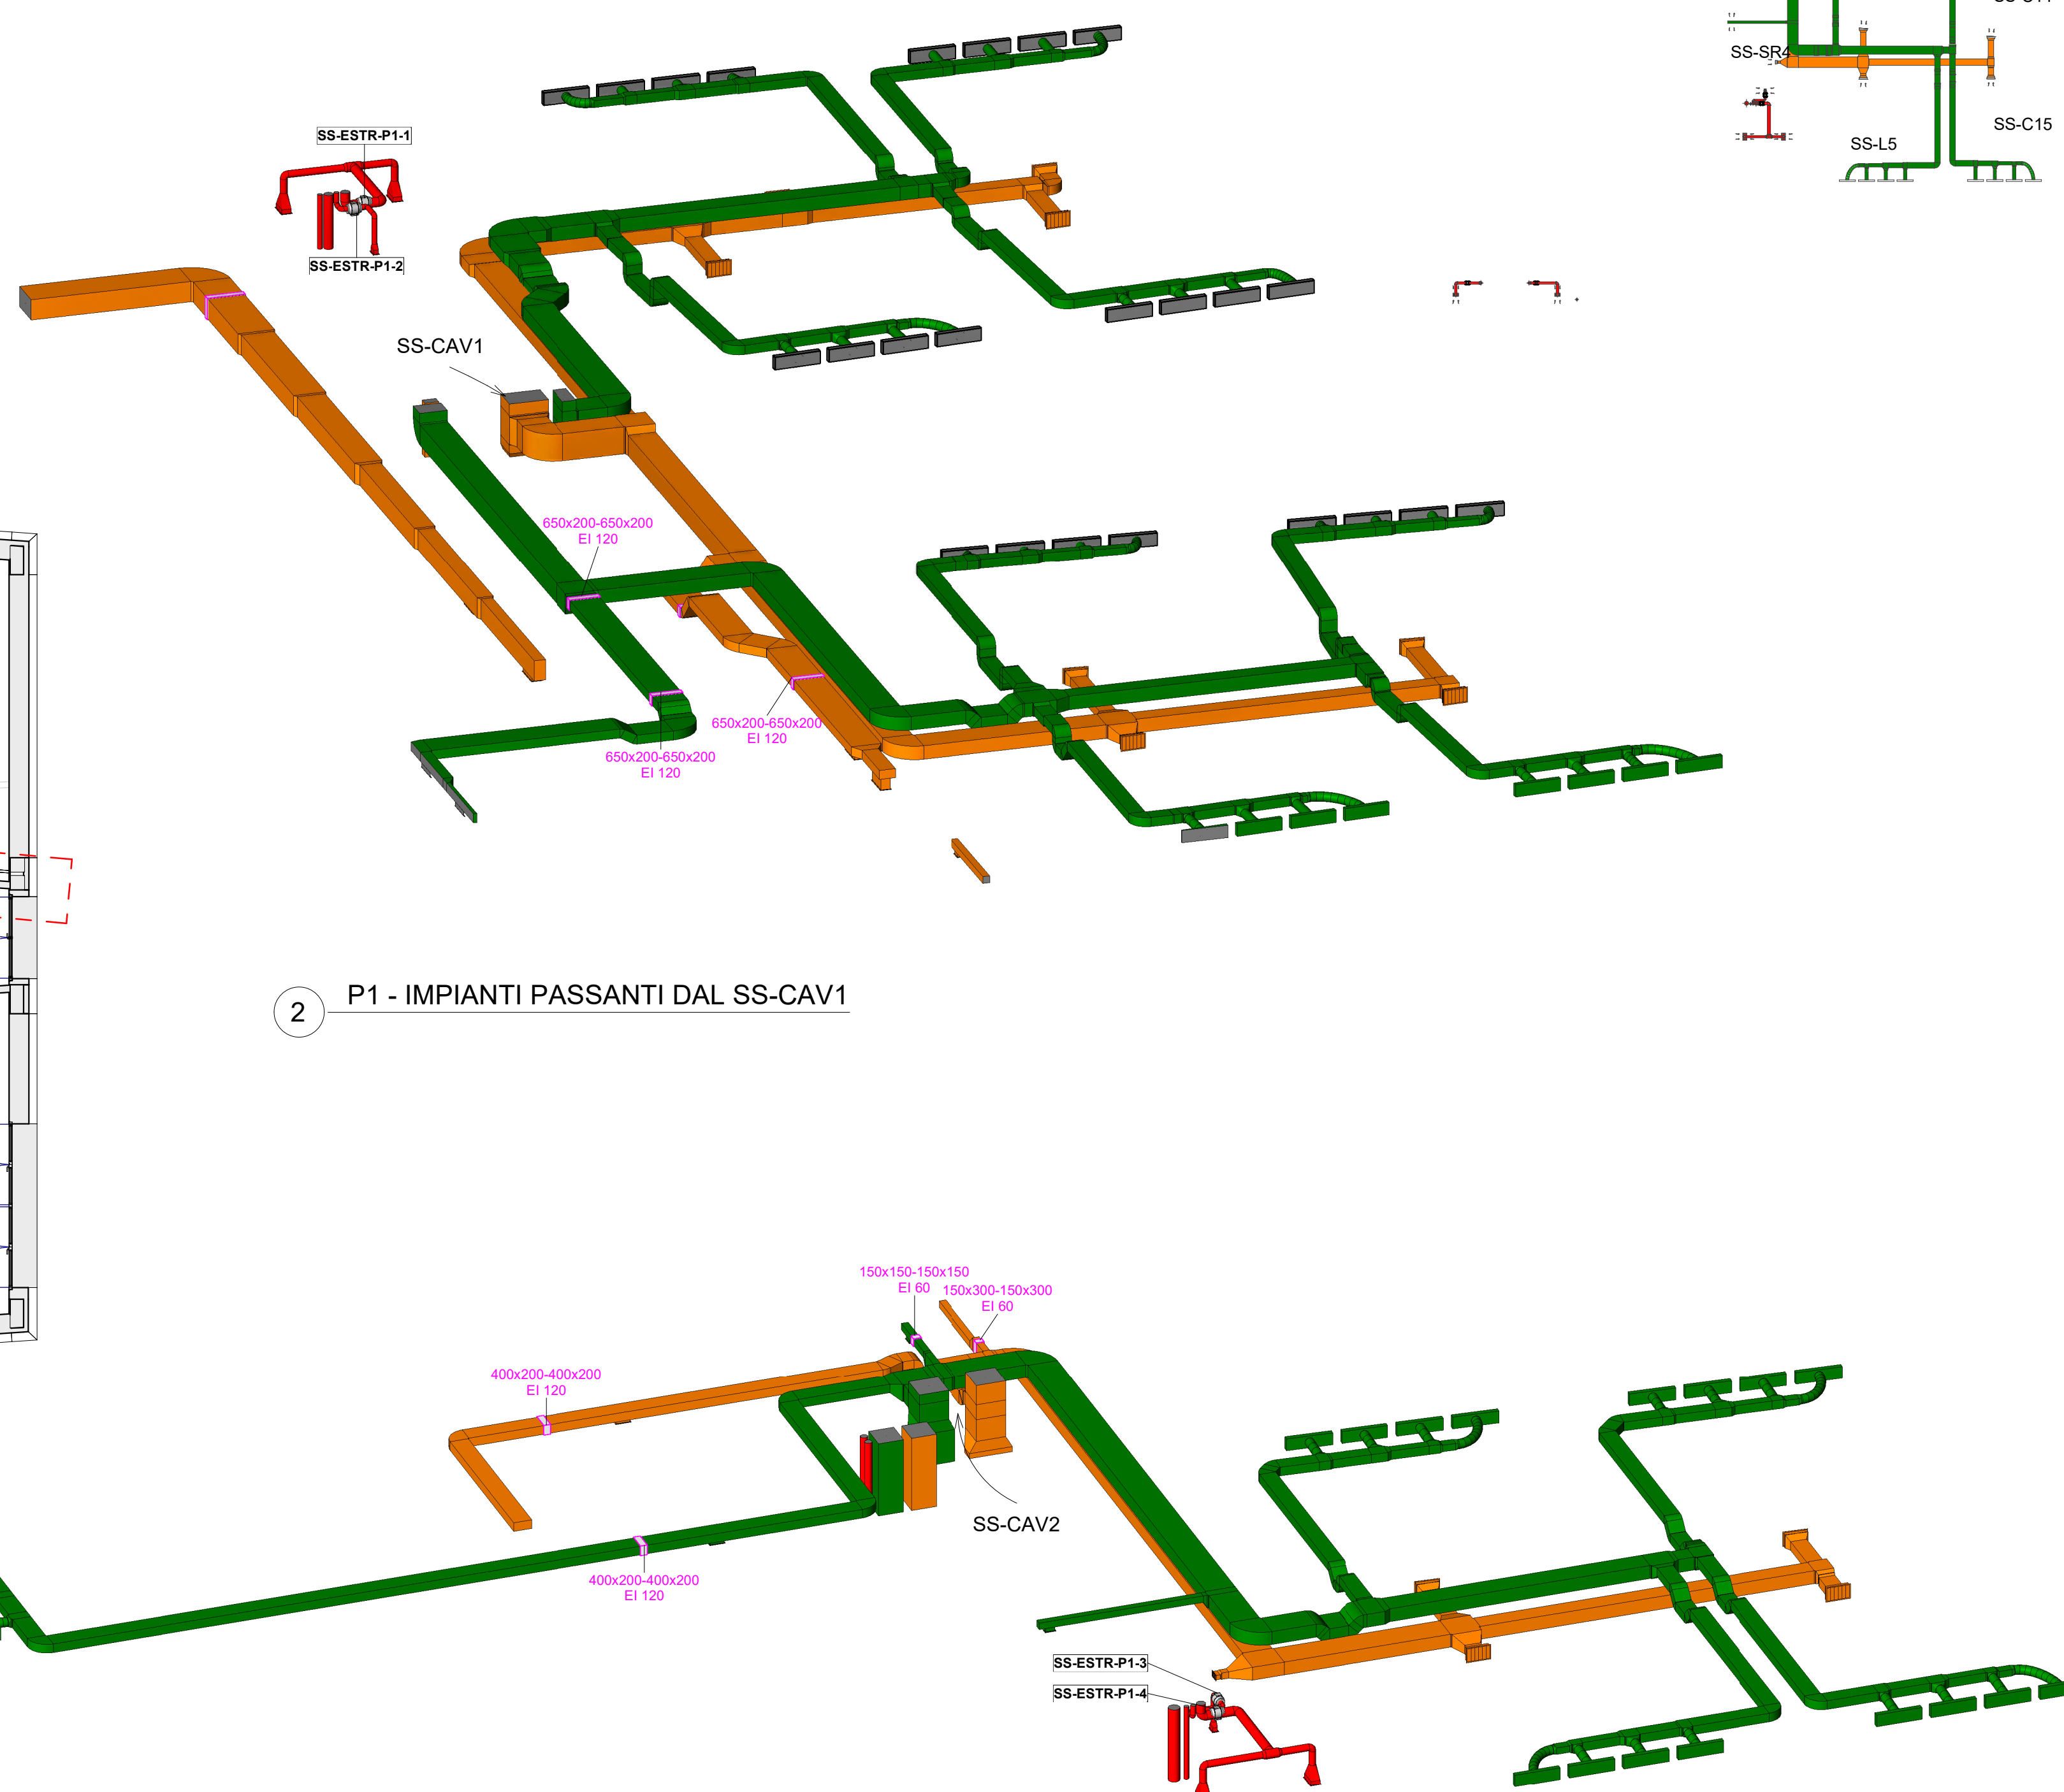 SS-SR4
SS-L5
SS-C15
SS-ESTR-P1-1
SS-ESTR-P1-2
SS-CAV1
650x200-650x200
EI 120
650x200-650x200
EI 120
650x200-650x200
EI 120
2
P1 - IMPIANTI PASSANTI DAL SS-CAV1
150x150-150x150
EI 60
150x300-150x300
EI 60
400x200-400x200
EI 120
SS-CAV2
400x200-400x200
EI 120
SS-ESTR-P1-3
SS-ESTR-P1-4